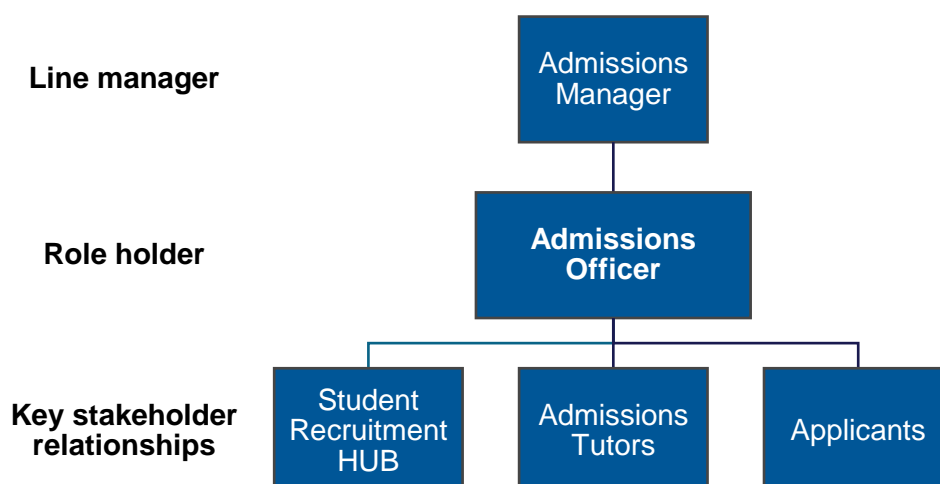 Line manager
Admissions
Manager
Role holder
Admissions
Officer
Key stakeholder
relationships
Student
Recruitment
HUB
Admissions
Tutors
Applicants